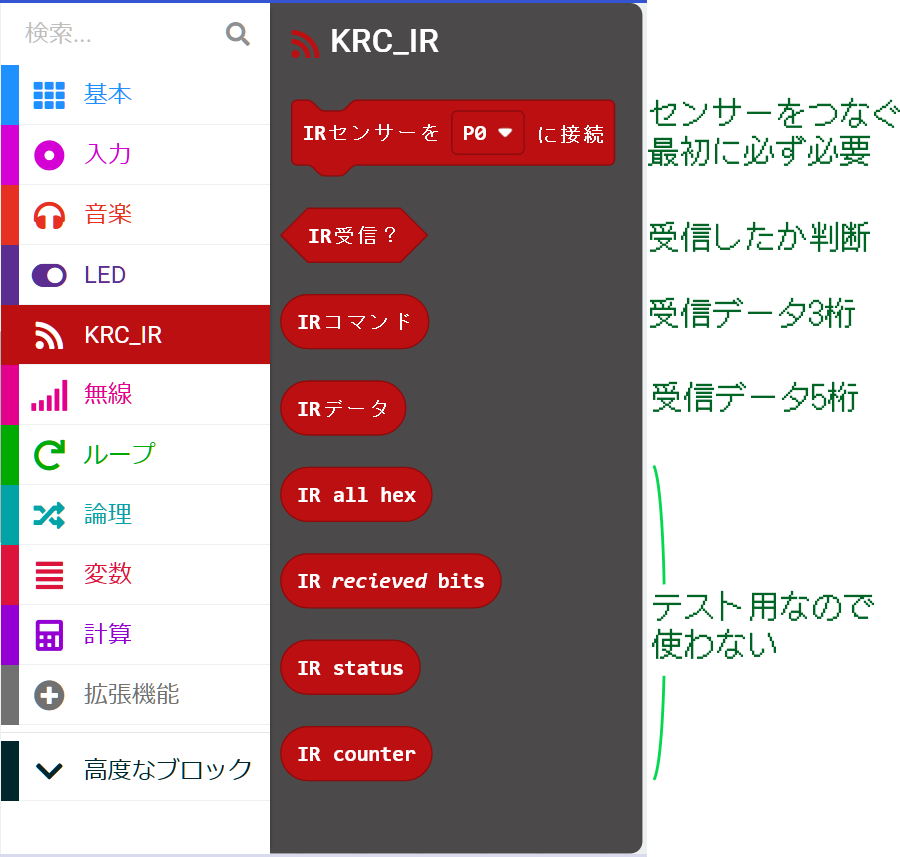 検索...
基本
入力
音楽
LED
KRC_IR
無線
ループ
論理
変数
計算
拡張機能
高度なブロック
KRC_IR
IRセンサーを P0 に接続
IR受信？
IRコマンド
IRデータ
IR all hex
IR recieved bits
IR status
IR counter
センサーをつなぐ
最初に必ず必要
受信したか判断
受信データ3桁
受信データ5桁
テスト用なので
使わない